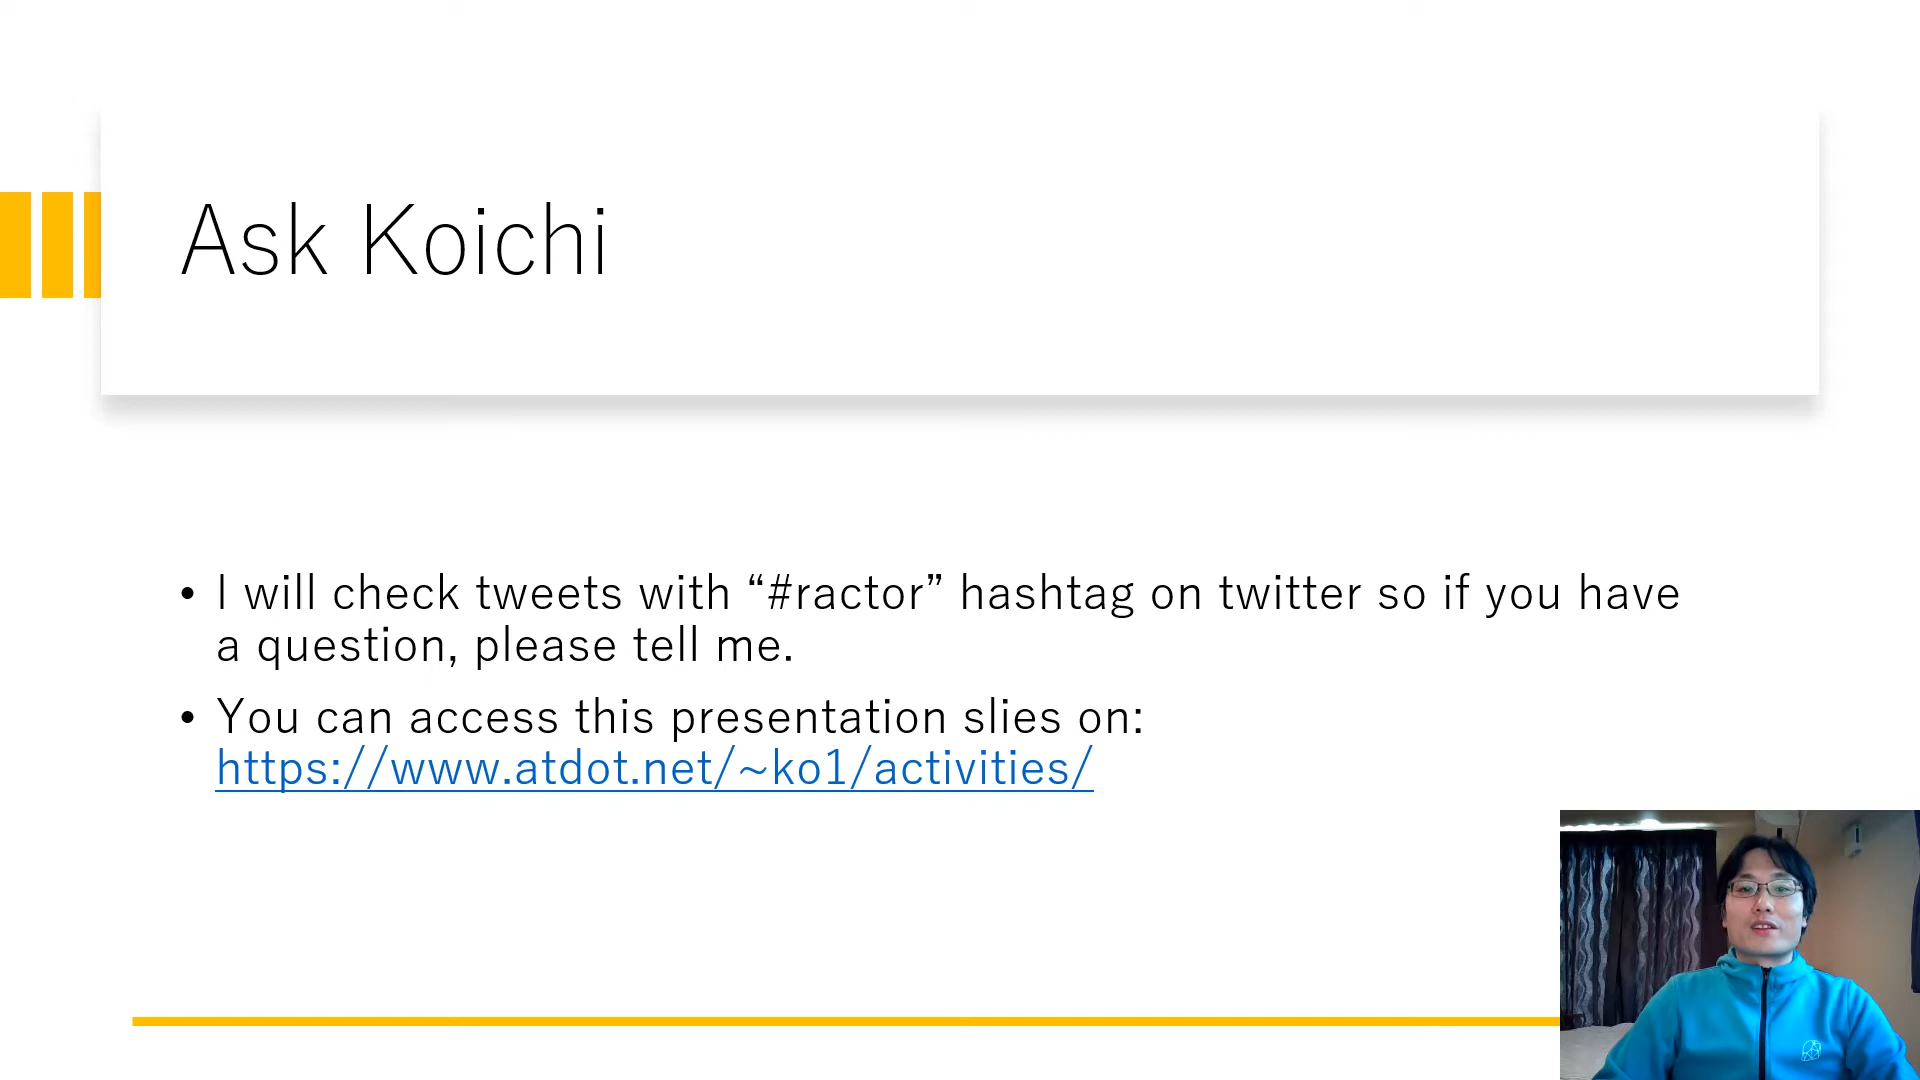 Ask Koichi
• I will check tweets with “#ractor” hashtag on twitter so if you have
a question, please tell me.
• You can access this presentation slies on:
https://www.atdot.net/~ko1/activities/